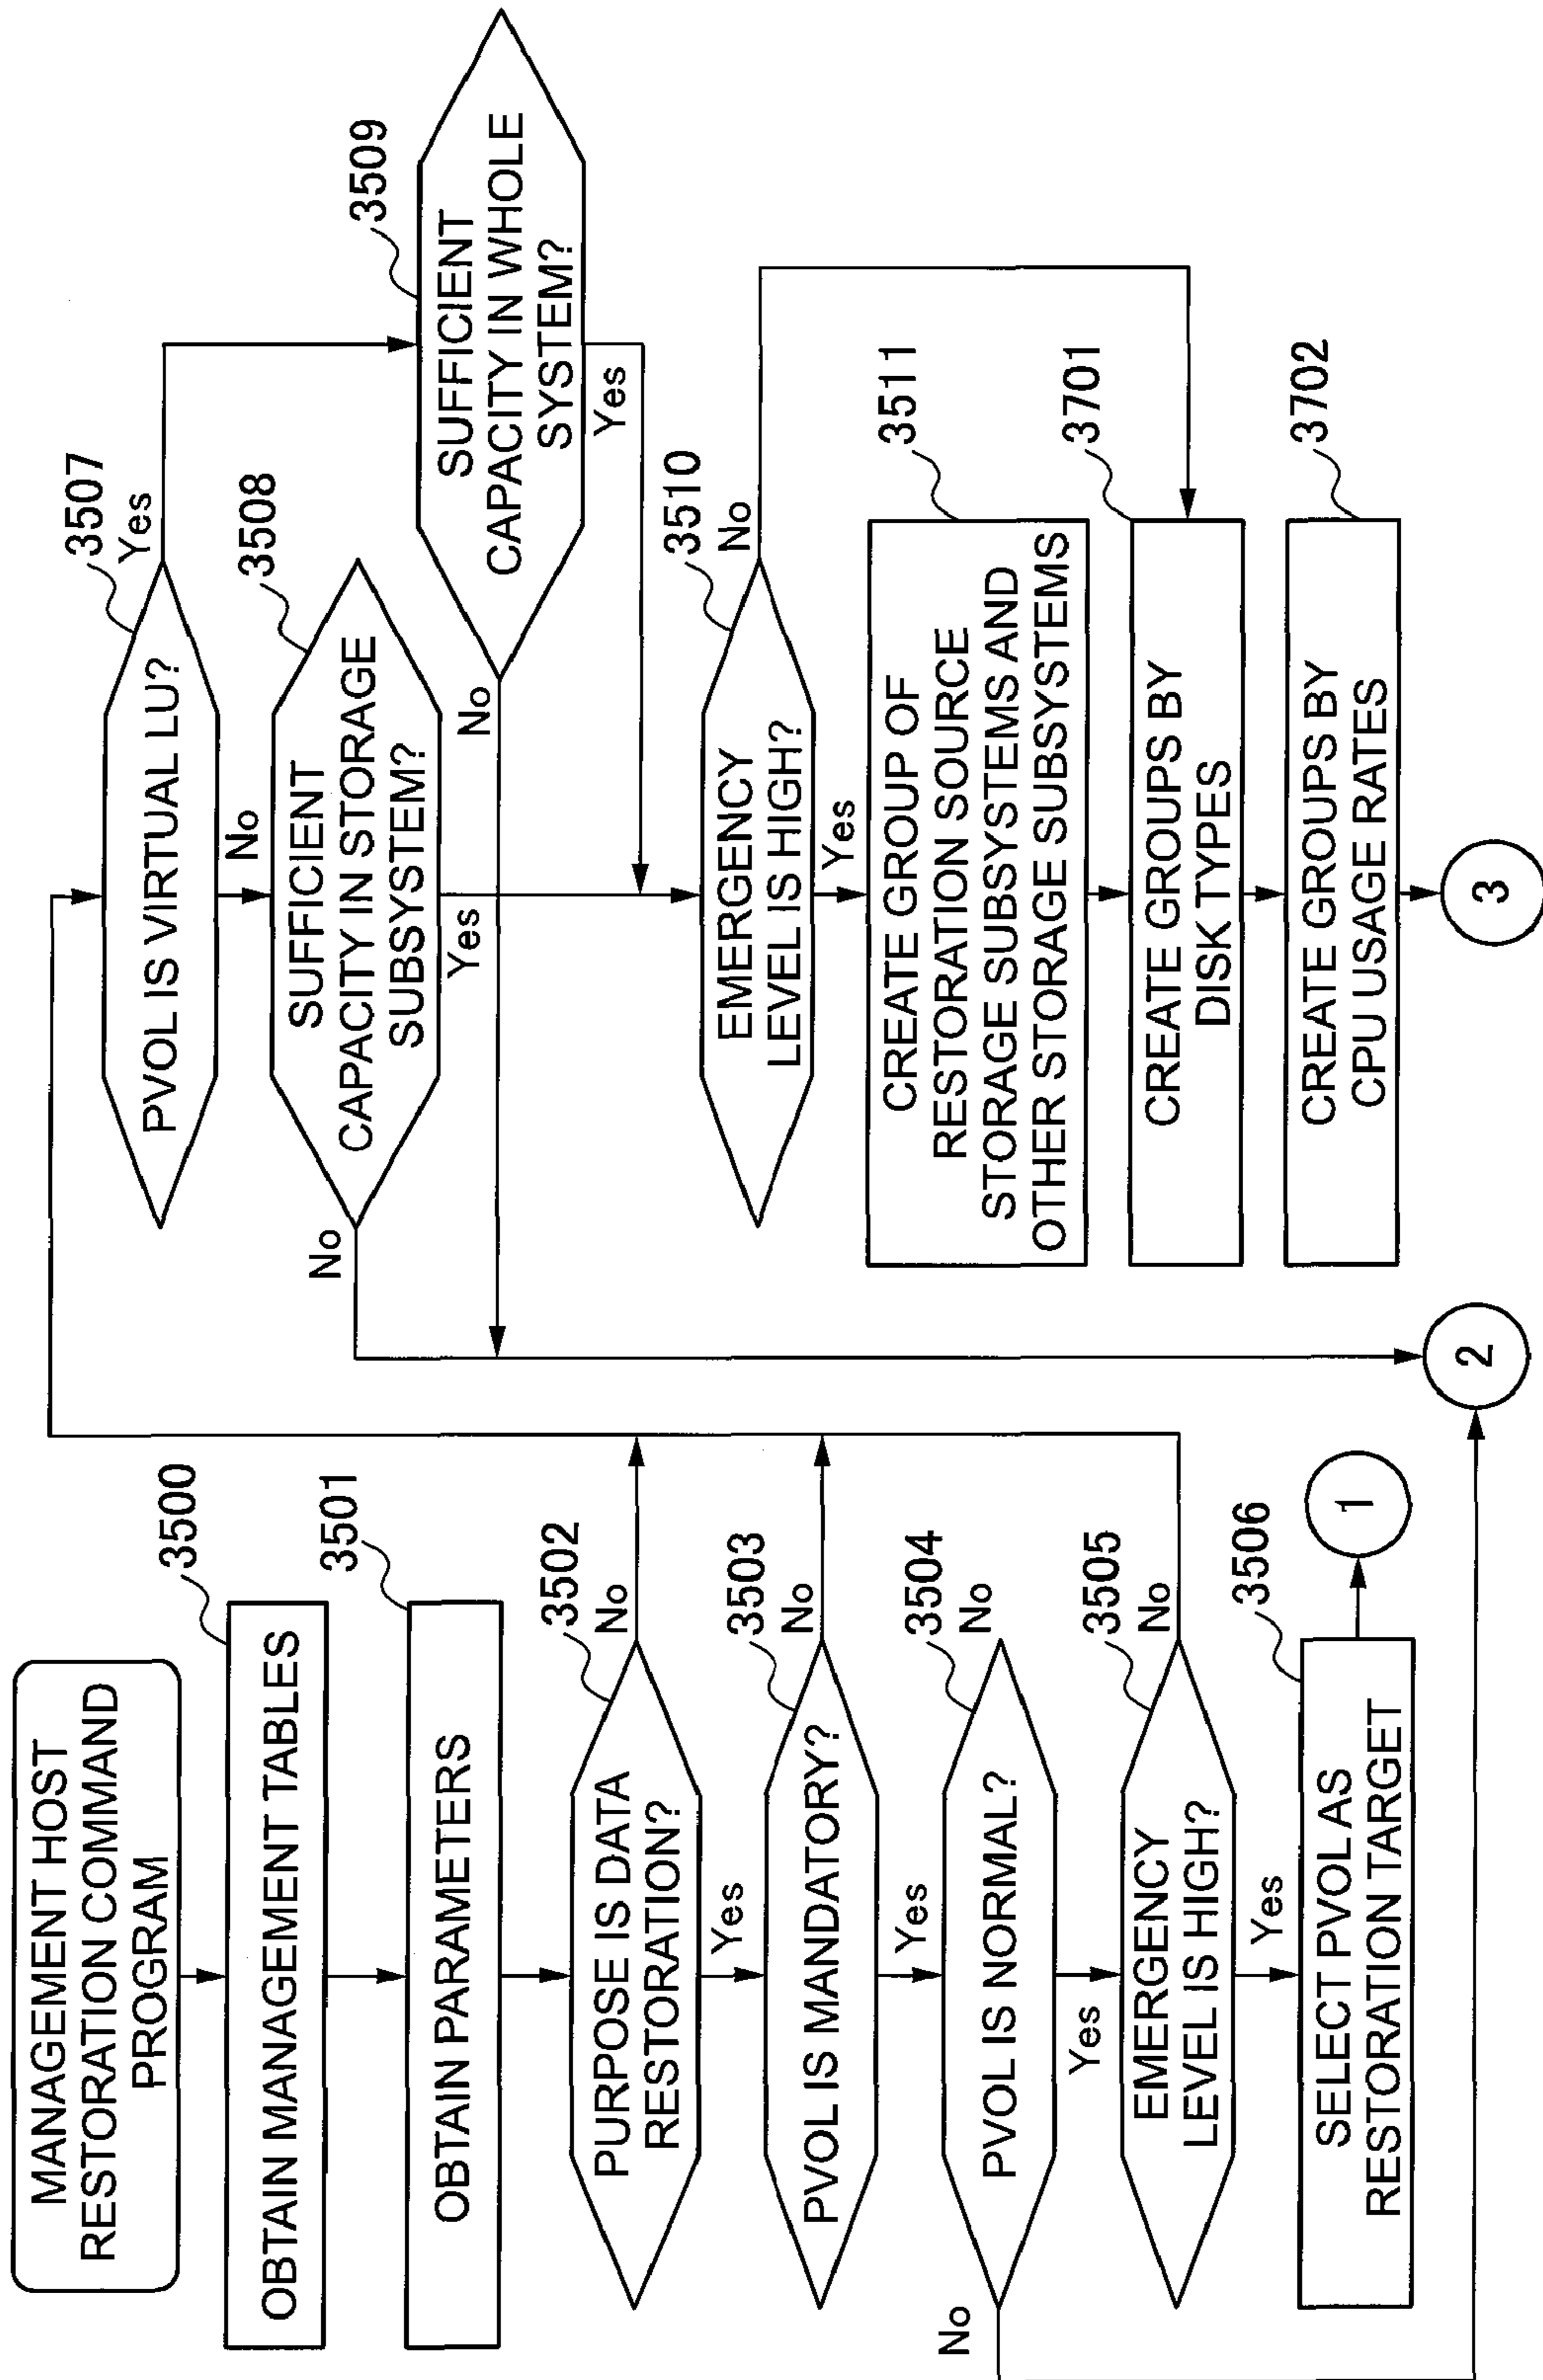 MANAGEMENT HOST
RESTORATION COMMAND
PROGRAM
3500
OBTAIN MANAGEMENT TABLES
3501
OBTAIN PARAMETERS
3502
PURPOSE IS DATA
RESTORATION?
No
Yes
3503
PVOL IS MANDATORY?
No
Yes
3504
PVOL IS NORMAL?
No
No
Yes
3505
EMERGENCY
LEVEL IS HIGH?
No
Yes
3506
SELECT PVOL AS
RESTORATION TARGET
1
2
3507
PVOL IS VIRTUAL LU?
Yes
No
3508
SUFFICIENT
CAPACITY IN STORAGE
SUBSYSTEM?
No
Yes
3509
SUFFICIENT
CAPACITY IN WHOLE
SYSTEM?
No
Yes
3510
EMERGENCY
LEVEL IS HIGH?
No
Yes
3511
CREATE GROUP OF
RESTORATION SOURCE
STORAGE SUBSYSTEMS AND
OTHER STORAGE SUBSYSTEMS
3701
CREATE GROUPS BY
DISK TYPES
3702
CREATE GROUPS BY
CPU USAGE RATES
3